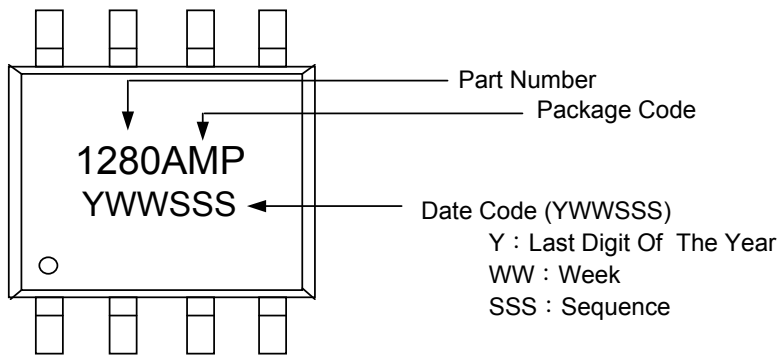 Part Number
Package Code
1280AMP
YWWSSS
Date Code (YWWSSS)
Y：Last Digit Of The Year
WW：Week
SSS：Sequence